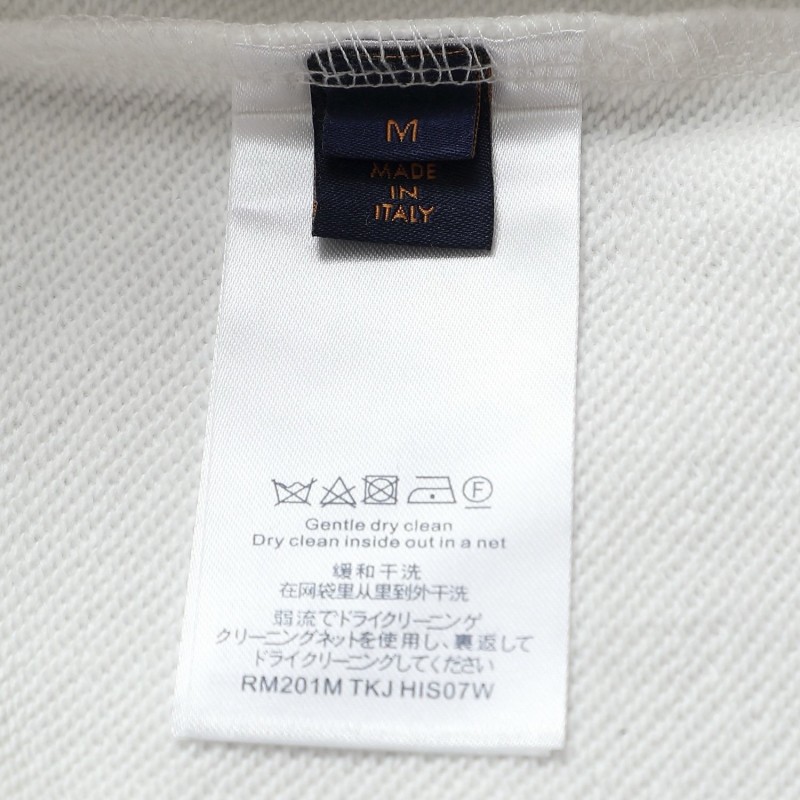 M
MADE
IN
ITALY
F
Gentle dry clean
Dry clean inside out in a net
缓和干洗
在网袋里从里到外干洗
弱流でドライクリーニンゲ
クリーニングネットを使用し、裏返して
ドライクリーニングしてください
RM201M TKJ HIS07W